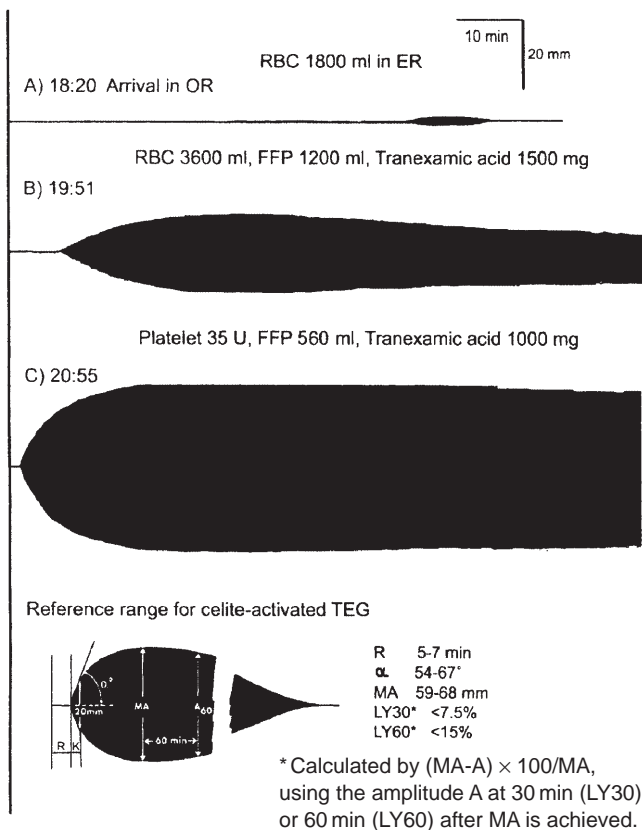 10 min
20 mm
RBC 1800 ml in ER
A) 18:20 Arrival in OR
RBC 3600 ml, FFP 1200 ml, Tranexamic acid 1500 mg
B) 19:51
Platelet 35 U, FFP 560 ml, Tranexamic acid 1000 mg
C) 20:55
Reference range for celite-activated TEG
R 5-7 min
α 54-67°
MA 59-68 mm
LY30* <7.5%
LY60* <15%
20mm
MA
A60
R K
60 min
* Calculated by (MA-A) × 100/MA,
using the amplitude A at 30 min (LY30)
or 60 min (LY60) after MA is achieved.